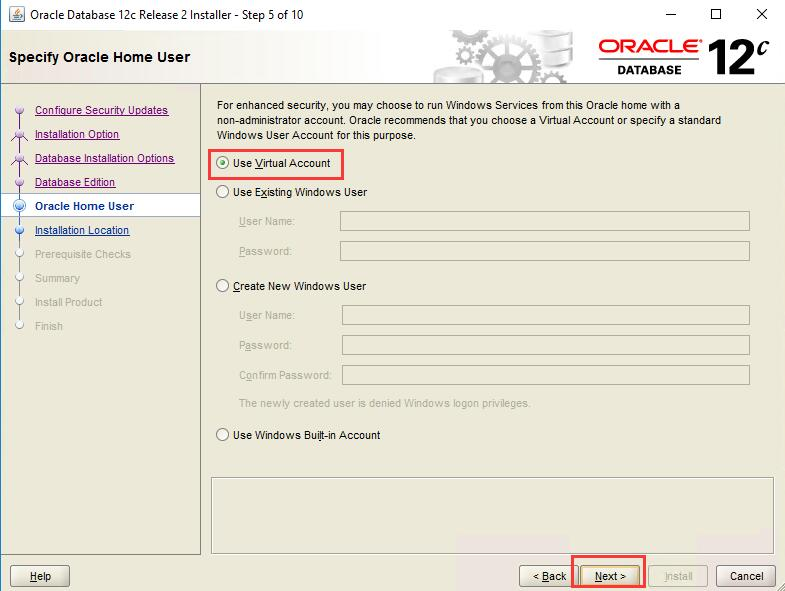 Oracle Database 12c Release 2 Installer - Step 5 of 10
Specify Oracle Home User
ORACLE®
DATABASE
12c
Configure Security Updates
Installation Option
Database Installation Options
Database Edition
Oracle Home User
Installation Location
Prerequisite Checks
Summary
Install Product
Finish
For enhanced security, you may choose to run Windows Services from this Oracle home with a
non-administrator account. Oracle recommends that you choose a Virtual Account or specify a standard
Windows User Account for this purpose.
Use Virtual Account
Use Existing Windows User
User Name:
Password:
Create New Windows User
User Name:
Password:
Confirm Password:
The newly created user is denied Windows logon privileges.
Use Windows Built-in Account
Help
< Back
Next >
Install
Cancel